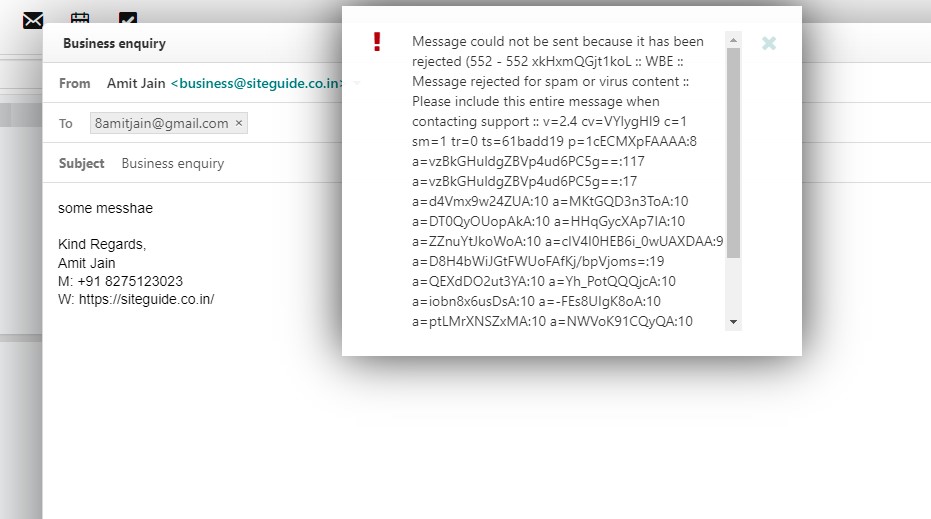 Business enquiry
From Amit Jain <business@siteguide.co.in>
To 8amitjain@gmail.com ×
Subject Business enquiry
some messhae
Kind Regards,
Amit Jain
M: +91 8275123023
W: https://siteguide.co.in/
Message could not be sent because it has been
rejected (552 - 552 xkHxmQGjt1koL :: WBE ::
Message rejected for spam or virus content ::
Please include this entire message when
contacting support :: v=2.4 cv=VYlygHl9 c=1
sm=1 tr=0 ts=61badd19 p=1cECMXpFAAAA:8
a=vzBkGHuldgZBVp4ud6PC5g==:117
a=vzBkGHuldgZBVp4ud6PC5g==:17
a=d4Vmx9w24ZUA:10 a=MKtGQD3n3ToA:10
a=DT0QyOUopAkA:10 a=HHqGycXAp7IA:10
a=ZZnuYtJkoWoA:10 a=cIV4I0HEB6i_0wUAXDAA:9
a=D8H4bWiJGtFWUoFAfKj/bpVjoms=:19
a=QEXdDO2ut3YA:10 a=Yh_PotQQQjcA:10
a=iobn8x6usDsA:10 a=-FEs8UIgK8oA:10
a=ptLMrXNSZxMA:10 a=NWVoK91CQyQA:10